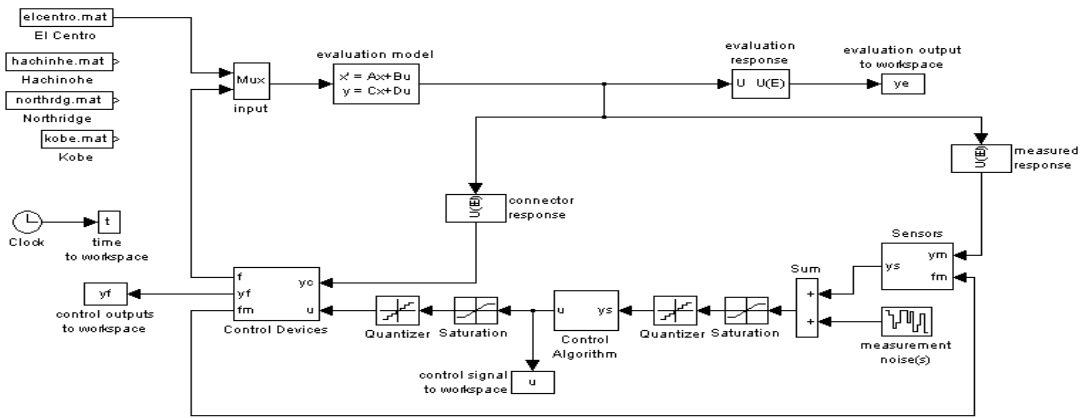 elcentro.mat
El Centro
hachinhe.mat
Hachinohe
northrdg.mat
Northridge
kobe.mat
Kobe
Mux
input
evaluation model
x' = Ax+Bu
y = Cx+Du
evaluation
response
U U(E)
evaluation output
to workspace
ye
U(E)
measured
response
U(E)
connector
response
Clock
t
time
to workspace
Sensors
ym
ys
fm
Sum
+
+
measurement
noise(s)
f
yc
yf
fm
u
Control Devices
yf
control outputs
to workspace
Quantizer
Saturation
u
ys
Control
Algorithm
Quantizer
Saturation
control signal
to workspace
u